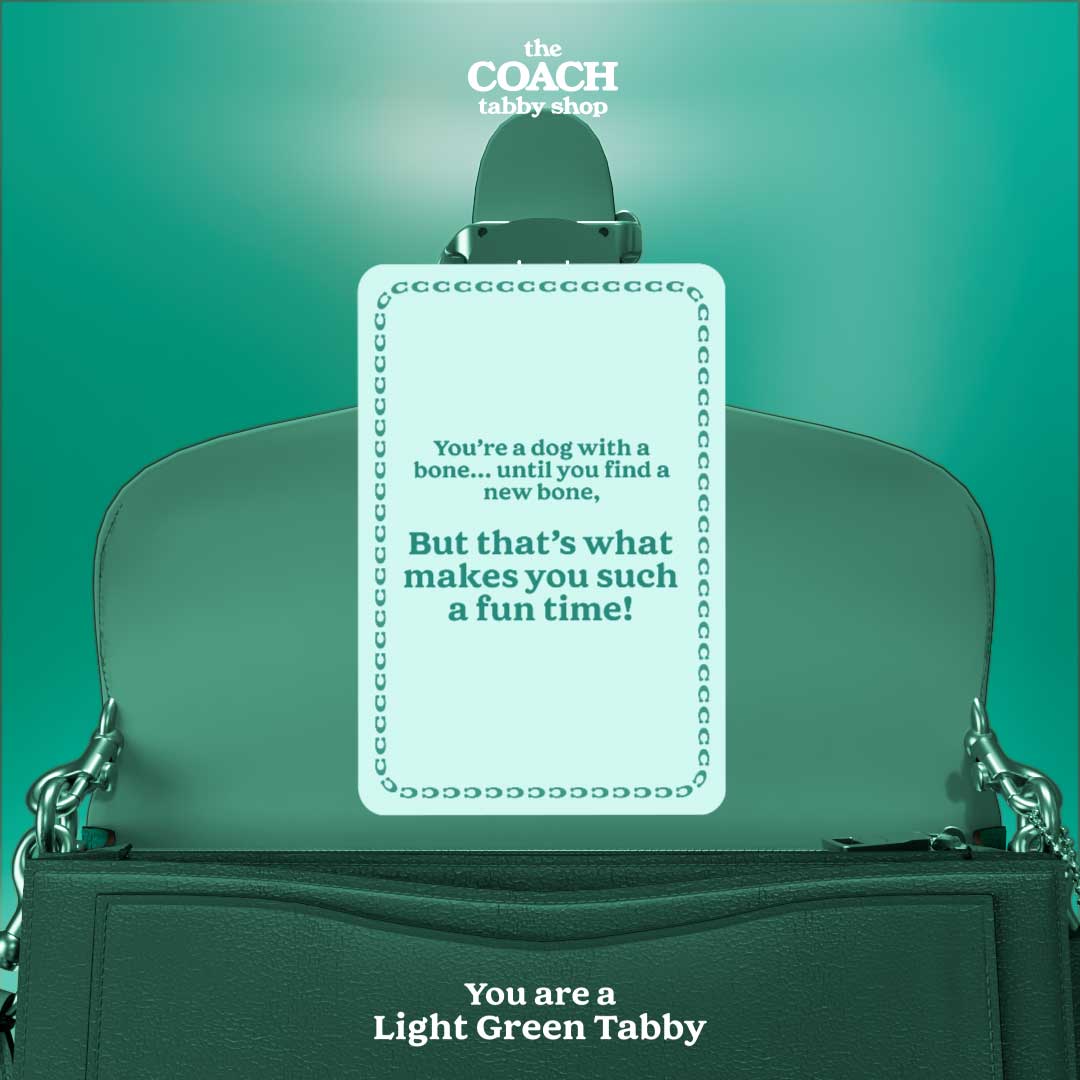 the
COACH
tabby shop
You're a dog with a
bone... until you find a
new bone,
But that's what
makes you such
a fun time!
You are a
Light Green Tabby